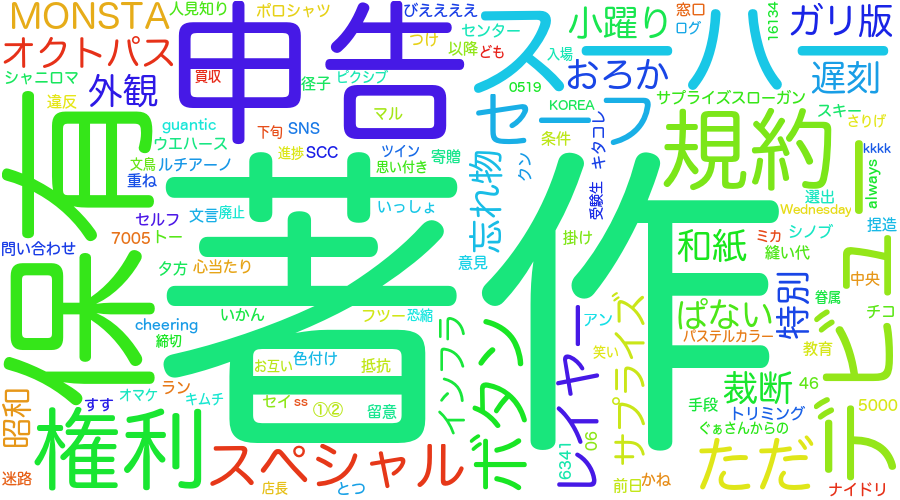 MONSTA
人見知り
ポロシャツ
びええええ
センター
小躍り
窓口
ログ
16134
ガリ版
オクトパス
申告
つけ
以降
ども
スーハー
入場
シャニロマ
外観
買収
径子
ピクシブ
おろか
遅刻
違反
マル
0519
KOREA
サプライズスローガン
スキー
guantic
下旬
SNS
セーフ
条件
キタコレ
規約
さりげ
ウエハース
文鳥
ルチアーノ
進捗
SCC
ツイン
思い付き
寄贈
クン
kkkk
always
保有
重ね
著作
忘れ物
受験生
選出
Wednesday
セルフ
文言
廃止
いっしょ
捏造
問い合わせ
7005
トー
掛け
和紙
ミカ
シノブ
縫い代
夕方
心当たり
意見
特別
中央
眷属
チコ
いかん
フツー
恐縮
アン
ぱない
cheering
締切
インフラ
ボタン
レイヤー
サプライズ
笑い
パステルカラー
教育
デビュー
お互い
色付け
抵抗
裁断
46
昭和
すす
オマケ
ラン
キムチ
セイ
ss
①②
留意
手段
トリミング
5000
権利
スペシャル
6341
06
ぐぁさんからの
ただ
迷路
店長
とつ
前日
かね
ナイドリ